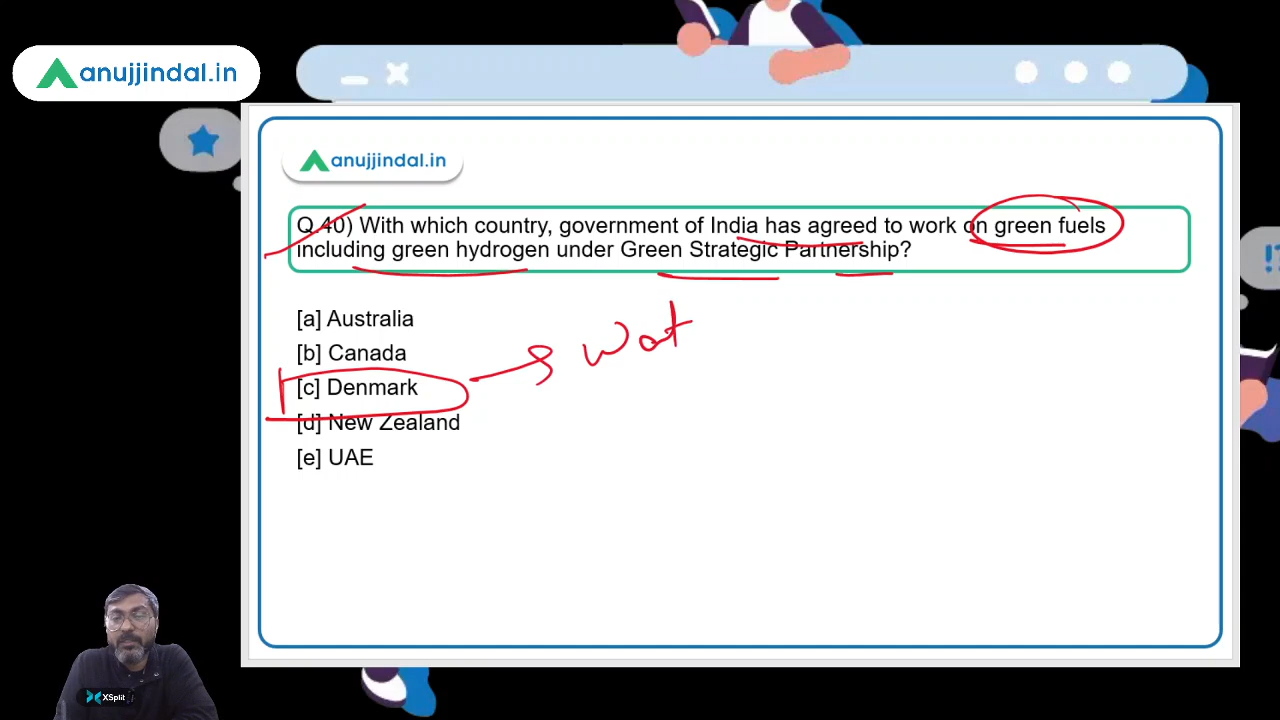 anujjindal.in
anujjindal.in
Q.40) With which country, government of India has agreed to work on green fuels
including green hydrogen under Green Strategic Partnership?
[a] Australia
[b] Canada
[c] Denmark
Wat
[d] New Zealand
[e] UAE
XSplit